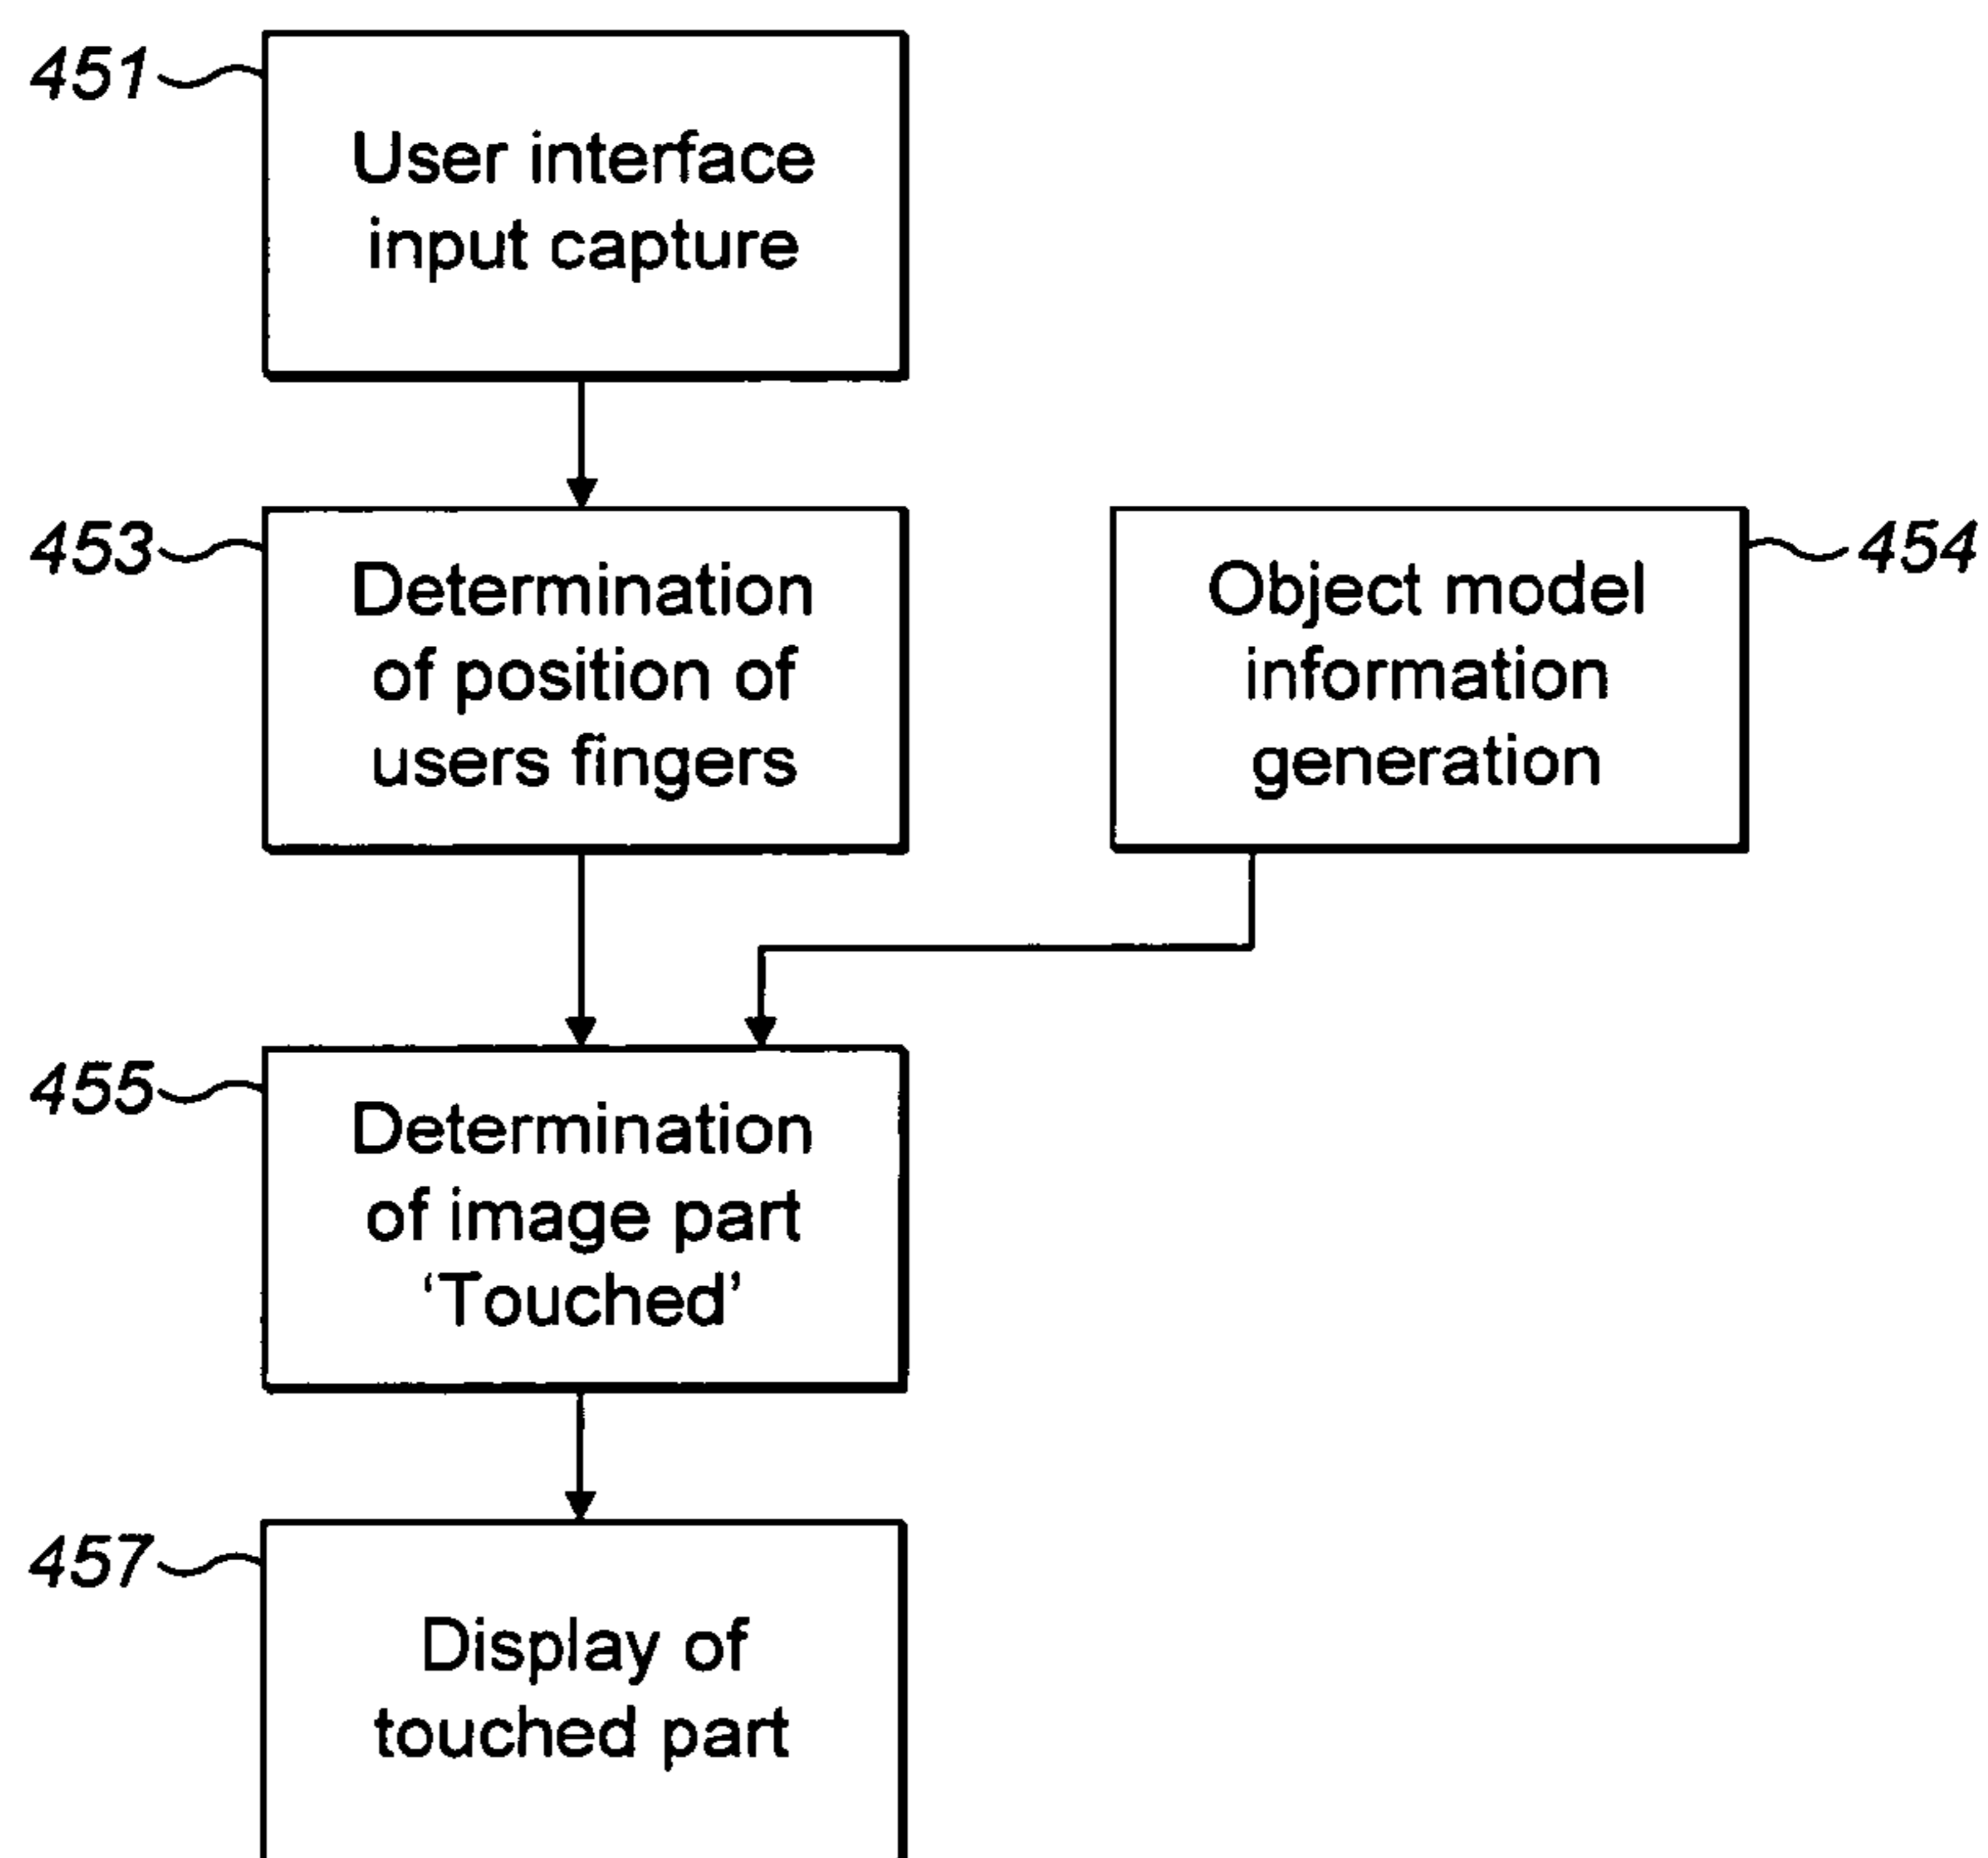 451
User interface
input capture
453
Determination
of position of
users fingers
Object model
information
generation
454
455
Determination
of image part
‘Touched’
457
Display of
touched part